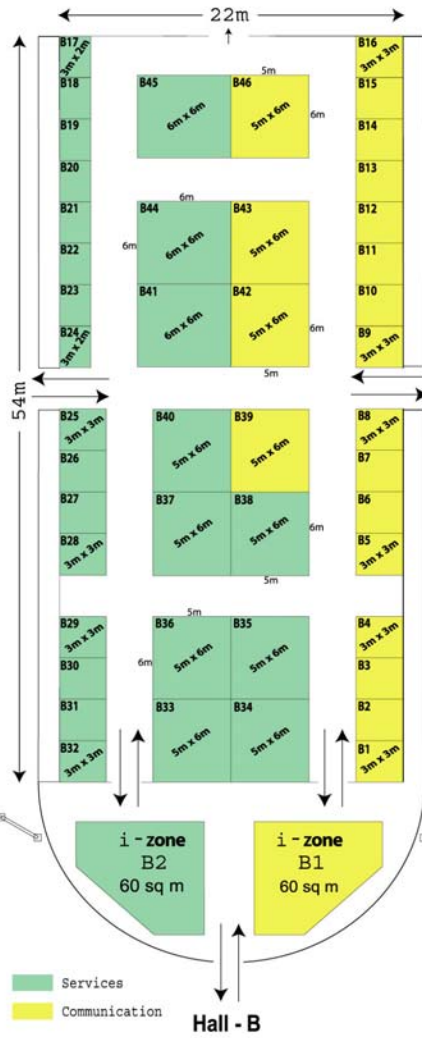 22m
B17
3m x 2m
B16
3m x 3m
B18
B45
6m x 6m
5m
B46
5m x 6m
6m
B15
B19
B14
B20
B13
B21
6m
B44
6m x 6m
B43
5m x 6m
B12
B22
6m
B11
B23
B41
6m x 6m
B42
5m x 6m
6m
B10
B24
3m x 2m
B9
3m x 3m
5m
54m
B25
3m x 3m
B40
5m x 6m
B39
5m x 6m
B8
3m x 3m
B26
B7
B27
B37
5m x 6m
B38
5m x 6m
6m
B6
B28
3m x 3m
B5
3m x 3m
5m
5m
B29
3m x 3m
B36
5m x 6m
B35
5m x 6m
B4
3m x 3m
B30
6m
B3
B31
B33
5m x 6m
B34
5m x 6m
B2
B32
3m x 3m
B1
3m x 3m
i - zone
B2
60 sq m
i - zone
B1
60 sq m
Services
Communication
Hall - B